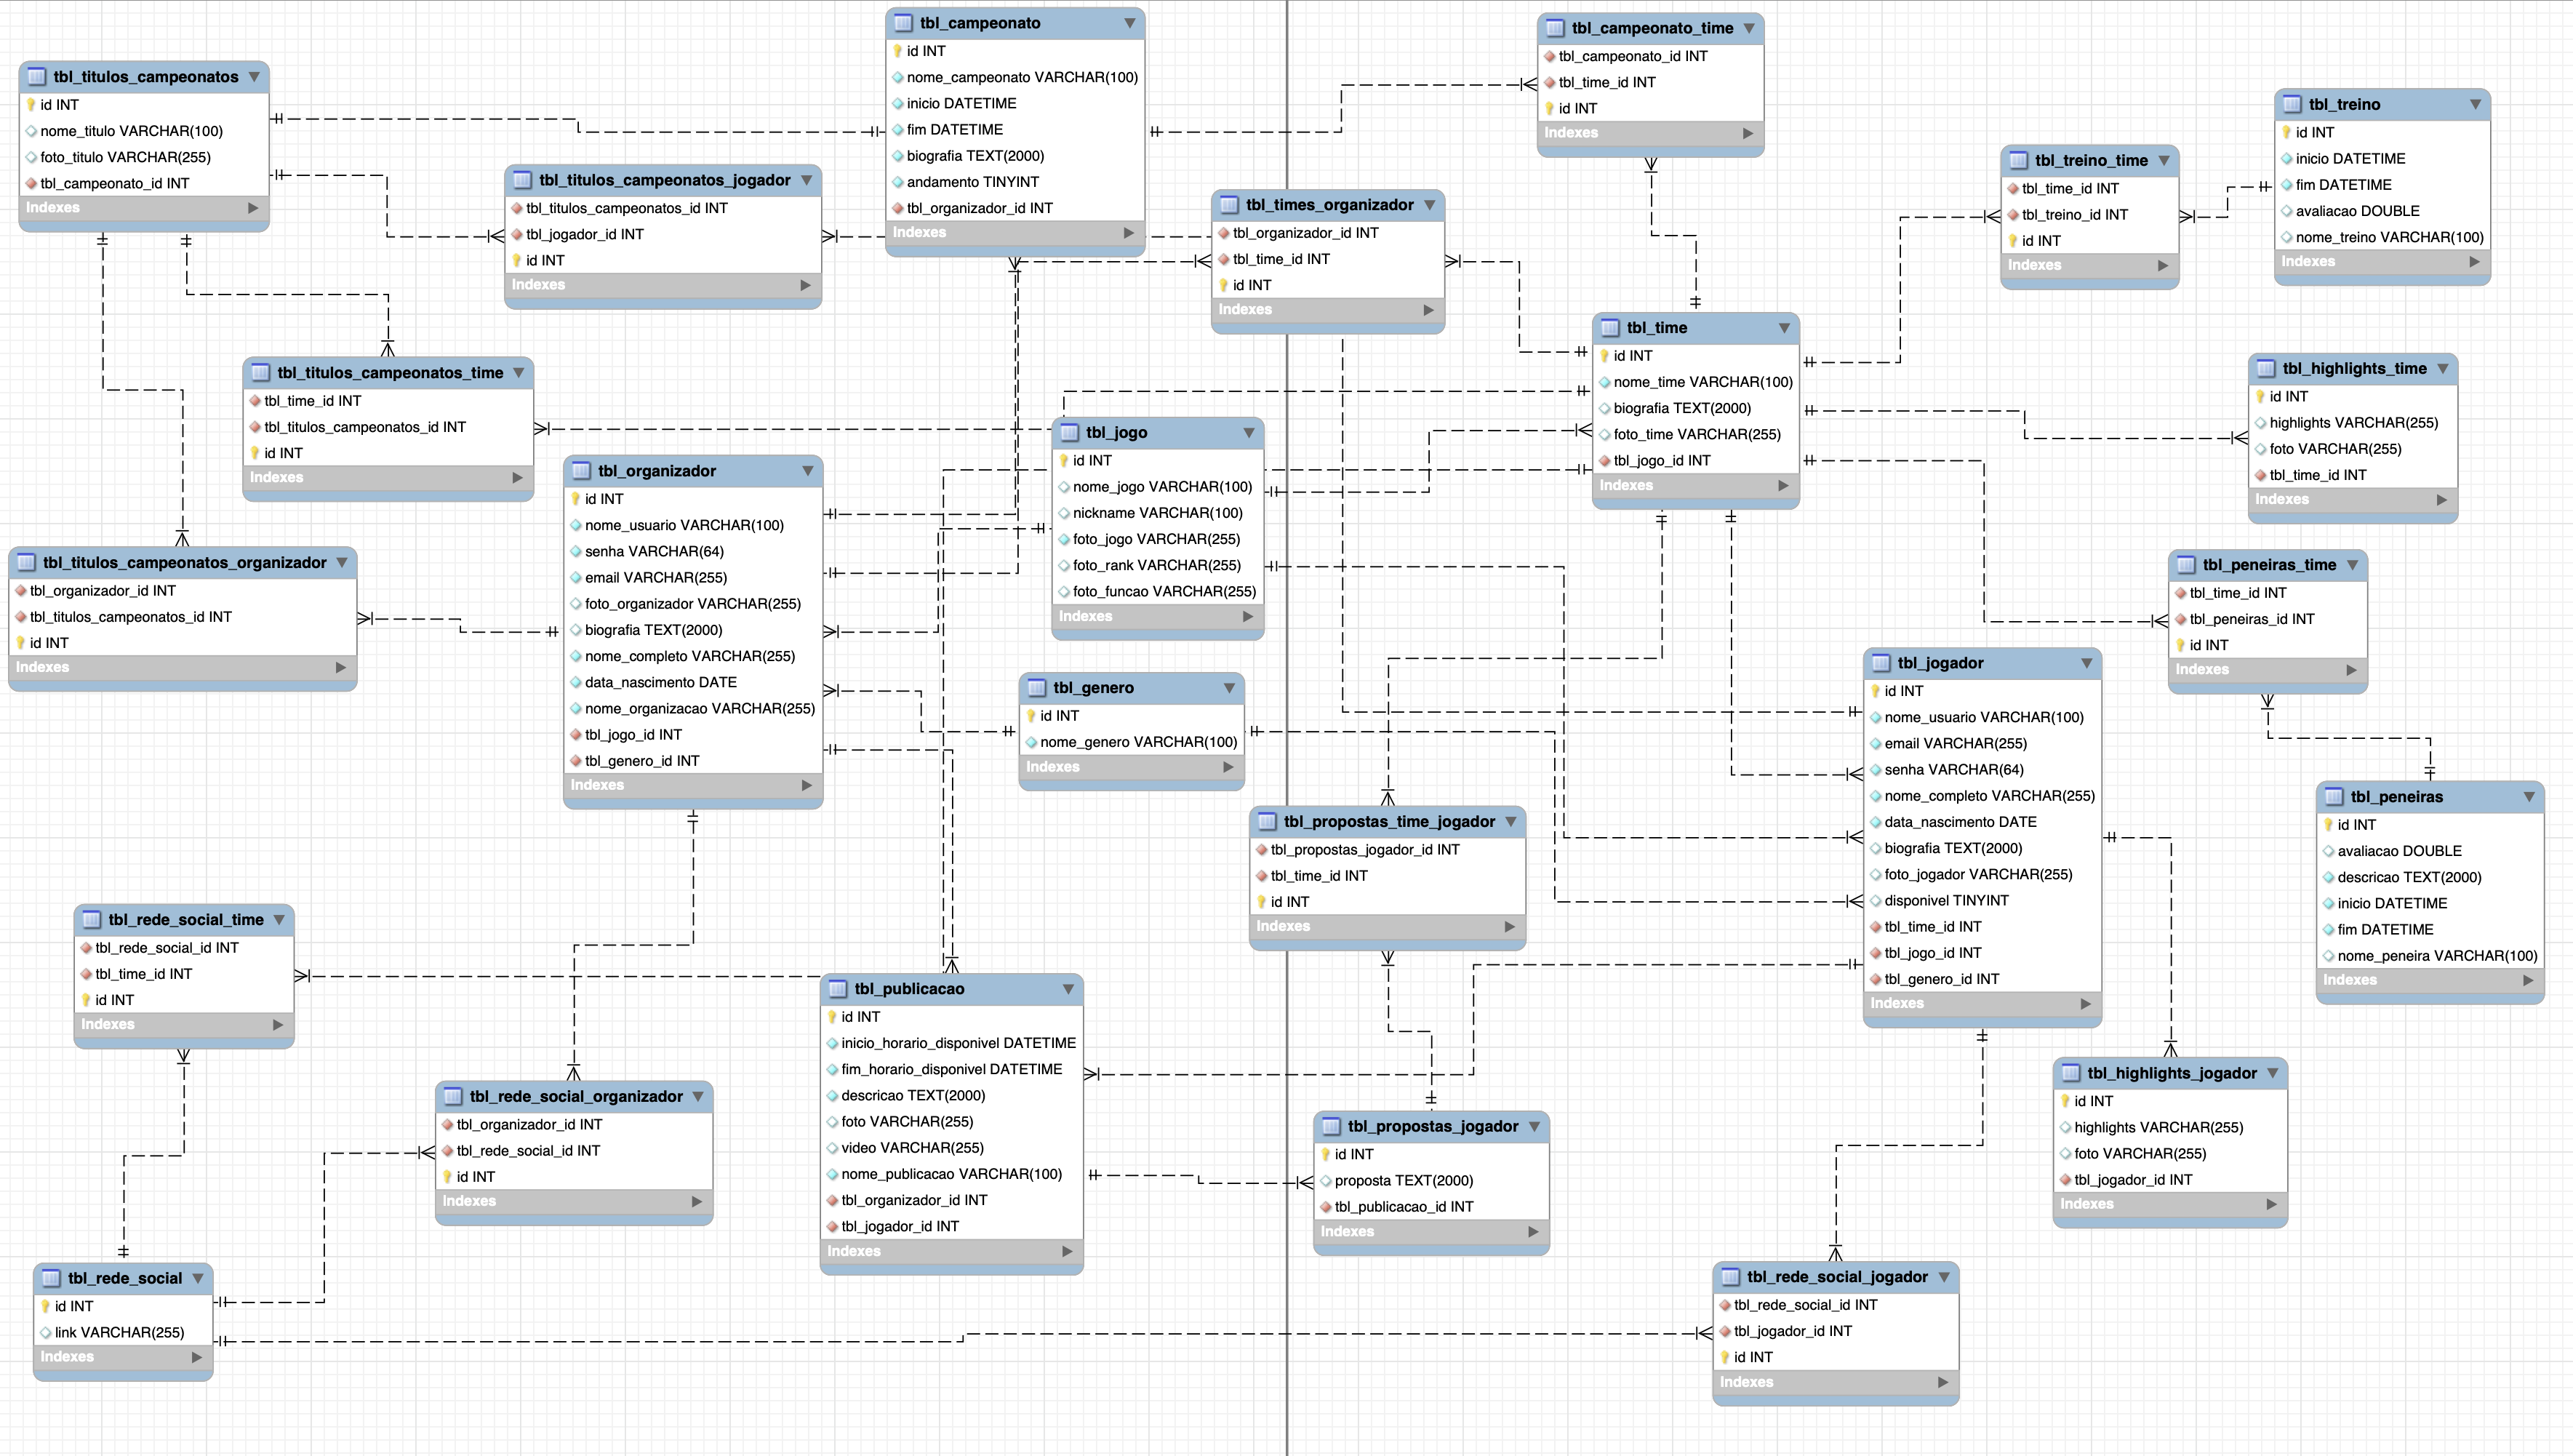 tbl_campeonato
id INT
nome_campeonato VARCHAR(100)
inicio DATETIME
fim DATETIME
biografia TEXT(2000)
andamento TINYINT
tbl_organizador_id INT
Indexes
tbl_campeonato_time
tbl_campeonato_id INT
tbl_time_id INT
id INT
Indexes
tbl_titulos_campeonatos
id INT
nome_titulo VARCHAR(100)
foto_titulo VARCHAR(255)
tbl_campeonato_id INT
Indexes
tbl_treino
id INT
inicio DATETIME
fim DATETIME
avaliacao DOUBLE
nome_treino VARCHAR(100)
Indexes
tbl_treino_time
tbl_time_id INT
tbl_treino_id INT
id INT
Indexes
tbl_titulos_campeonatos_jogador
tbl_titulos_campeonatos_id INT
tbl_jogador_id INT
id INT
Indexes
tbl_times_organizador
tbl_organizador_id INT
tbl_time_id INT
id INT
Indexes
tbl_time
id INT
nome_time VARCHAR(100)
biografia TEXT(2000)
foto_time VARCHAR(255)
tbl_jogo_id INT
Indexes
tbl_highlights_time
id INT
highlights VARCHAR(255)
foto VARCHAR(255)
tbl_time_id INT
Indexes
tbl_titulos_campeonatos_time
tbl_time_id INT
tbl_titulos_campeonatos_id INT
id INT
Indexes
tbl_jogo
id INT
nome_jogo VARCHAR(100)
nickname VARCHAR(100)
foto_jogo VARCHAR(255)
foto_rank VARCHAR(255)
foto_funcao VARCHAR(255)
Indexes
tbl_organizador
id INT
nome_usuario VARCHAR(100)
senha VARCHAR(64)
email VARCHAR(255)
foto_organizador VARCHAR(255)
biografia TEXT(2000)
nome_completo VARCHAR(255)
data_nascimento DATE
nome_organizacao VARCHAR(255)
tbl_jogo_id INT
tbl_genero_id INT
Indexes
tbl_titulos_campeonatos_organizador
tbl_organizador_id INT
tbl_titulos_campeonatos_id INT
id INT
Indexes
tbl_peneiras_time
tbl_time_id INT
tbl_peneiras_id INT
id INT
Indexes
tbl_jogador
id INT
nome_usuario VARCHAR(100)
email VARCHAR(255)
senha VARCHAR(64)
nome_completo VARCHAR(255)
data_nascimento DATE
biografia TEXT(2000)
foto_jogador VARCHAR(255)
disponivel TINYINT
tbl_time_id INT
tbl_jogo_id INT
tbl_genero_id INT
Indexes
tbl_genero
id INT
nome_genero VARCHAR(100)
Indexes
tbl_peneiras
id INT
avaliacao DOUBLE
descricao TEXT(2000)
inicio DATETIME
fim DATETIME
nome_peneira VARCHAR(100)
Indexes
tbl_propostas_time_jogador
tbl_propostas_jogador_id INT
tbl_time_id INT
id INT
Indexes
tbl_rede_social_time
tbl_rede_social_id INT
tbl_time_id INT
id INT
Indexes
tbl_publicacao
id INT
inicio_horario_disponivel DATETIME
fim_horario_disponivel DATETIME
descricao TEXT(2000)
foto VARCHAR(255)
video VARCHAR(255)
nome_publicacao VARCHAR(100)
tbl_organizador_id INT
tbl_jogador_id INT
Indexes
tbl_highlights_jogador
id INT
highlights VARCHAR(255)
foto VARCHAR(255)
tbl_jogador_id INT
Indexes
tbl_rede_social_organizador
tbl_organizador_id INT
tbl_rede_social_id INT
id INT
Indexes
tbl_propostas_jogador
id INT
proposta TEXT(2000)
tbl_publicacao_id INT
Indexes
tbl_rede_social
id INT
link VARCHAR(255)
Indexes
tbl_rede_social_jogador
tbl_rede_social_id INT
tbl_jogador_id INT
id INT
Indexes